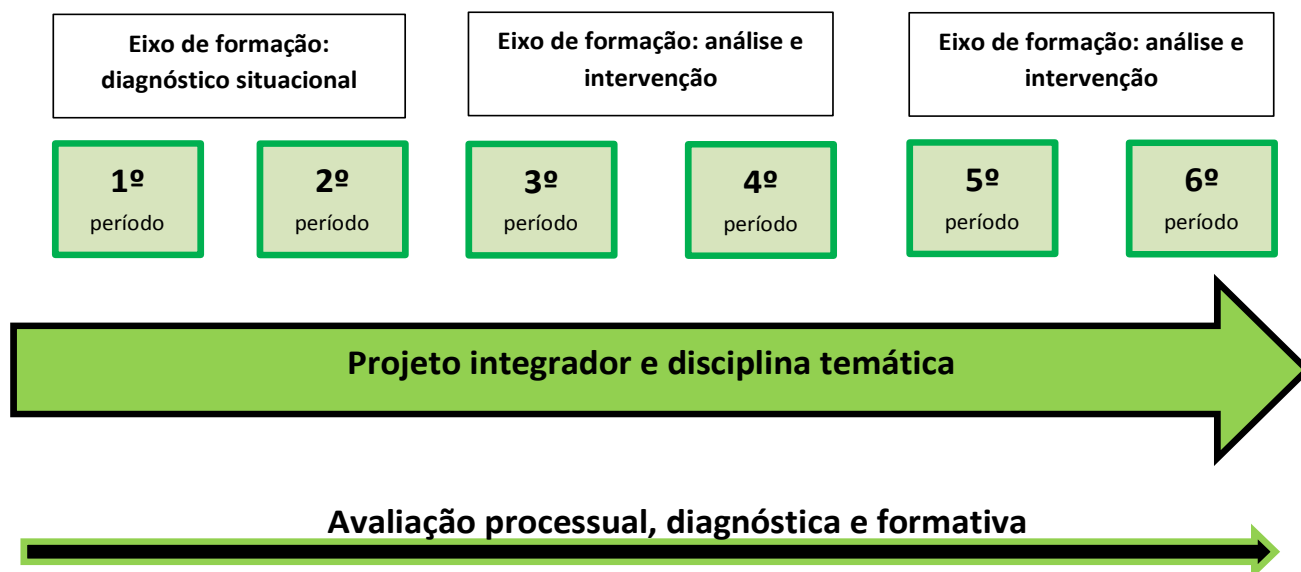 Eixo de formação:
diagnóstico situacional
Eixo de formação: análise e
intervenção
Eixo de formação: análise e
intervenção
1º
período
2º
período
3º
período
4º
período
5º
período
6º
período
Projeto integrador e disciplina temática
Avaliação processual, diagnóstica e formativa